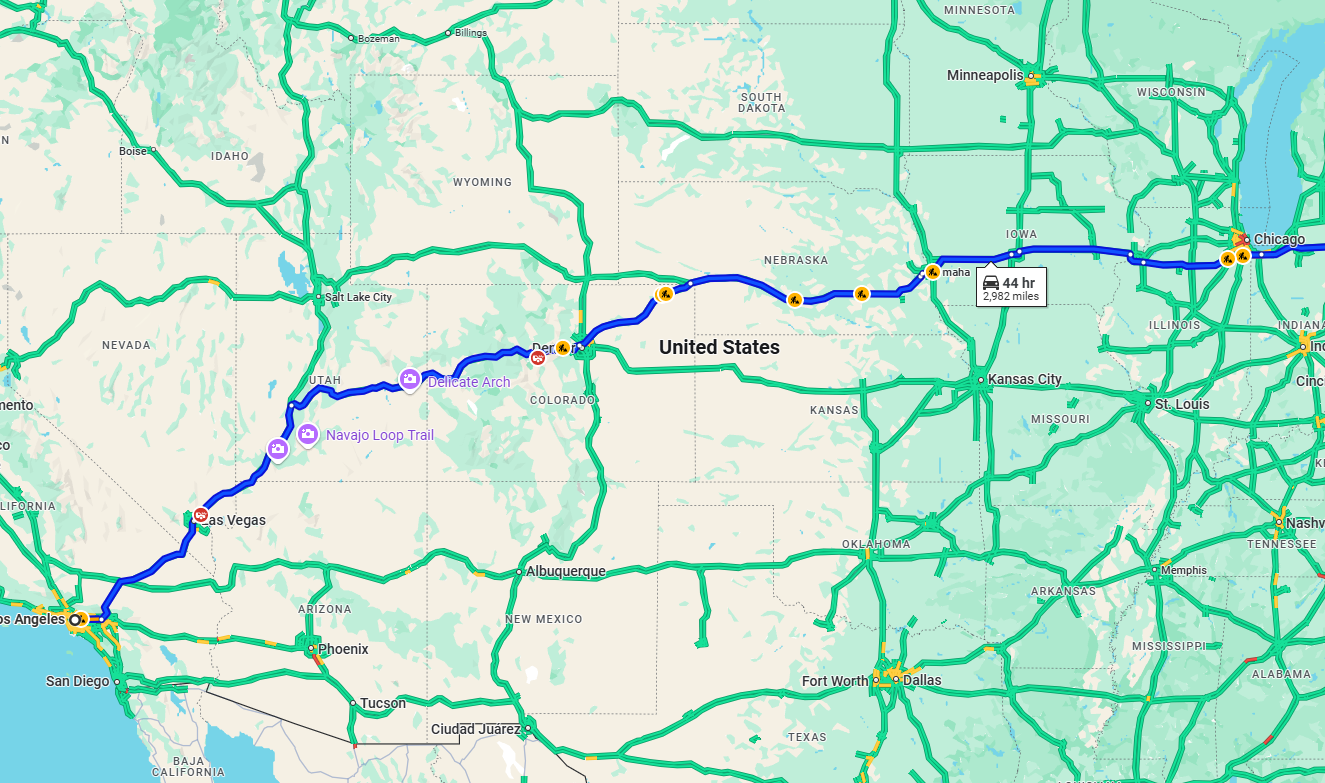 MINNESOTA
Bozeman
Billings
Minneapolis
WISCONSIN
SOUTH
DAKOTA
N
Boise
IDAHO
WYOMING
IOWA
Chicago
NEBRASKA
maha
44 hr
2,982 miles
Salt Lake City
NEVADA
ILLINOIS
INDIANA
Den
Ind
United States
UTAH
Delicate Arch
Kansas City
Cinc
COLORADO
mento
KANSAS
St. Louis
MISSOURI
Navajo Loop Trail
co
KE
LIFORNIA
Las Vegas
Nashv
OKLAHOMA
TENNESSEE
Albuquerque
Memphis
ARKANSAS
ARIZONA
NEW MEXICO
os Angeles
MISSISSIPPI
Phoenix
ALABAMA
San Diego
Fort Worth
Dallas
Tucson
Ciudad Juárez
TEXAS
BAJA
CALIFORNIA